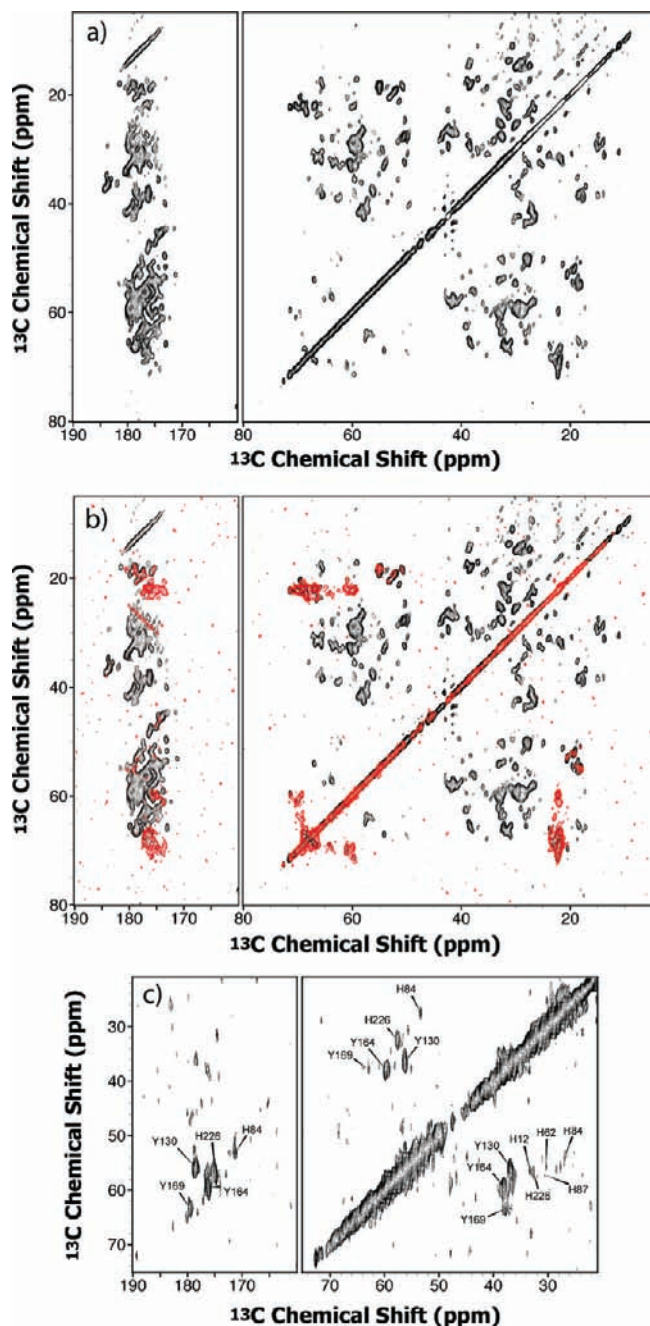 a)
20
40
60
80
13C Chemical Shift (ppm)
190 180 170 60 40 20
13C Chemical Shift (ppm)
b)
20
40
60
80
13C Chemical Shift (ppm)
190 180 170 60 40 20
13C Chemical Shift (ppm)
c)
30
40
50
60
70
13C Chemical Shift (ppm)
H84
H226
Y164 Y130
Y169
Y130 H226 H84
Y169 Y164
Y130 H12 H62 H84
Y164
H226
Y169 H87
190 180 170 70 60 50 40 30
13C Chemical Shift (ppm)